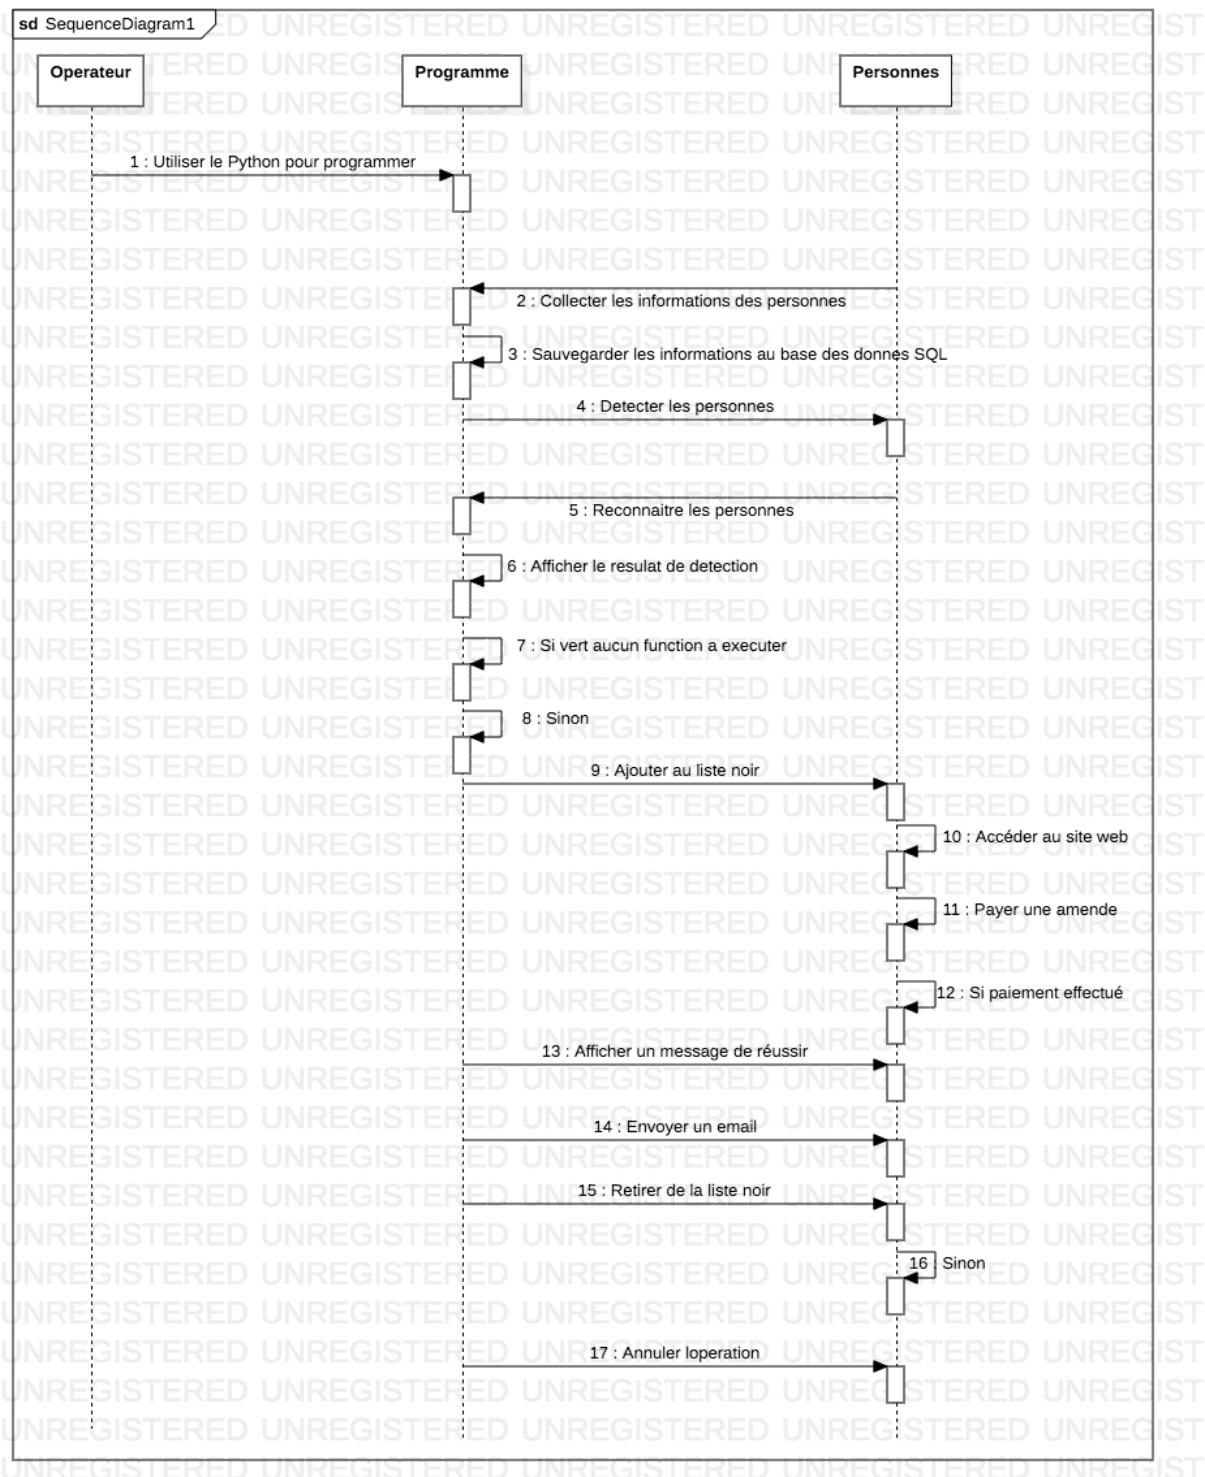 sd SequenceDiagram1
Operateur
Programme
Personnes
1 : Utiliser le Python pour programmer
2 : Collecter les informations des personnes
3 : Sauvegarder les informations au base des donnes SQL
4 : Detecter les personnes
5 : Reconnaitre les personnes
6 : Afficher le resulat de detection
7 : Si vert aucun function a executer
8 : Sinon
9 : Ajouter au liste noir
10 : Accéder au site web
11 : Payer une amende
12 : Si paiement effectué
13 : Afficher un message de réussir
14 : Envoyer un email
15 : Retirer de la liste noir
16 : Sinon
17 : Annuler loperation
UNREGISTERED